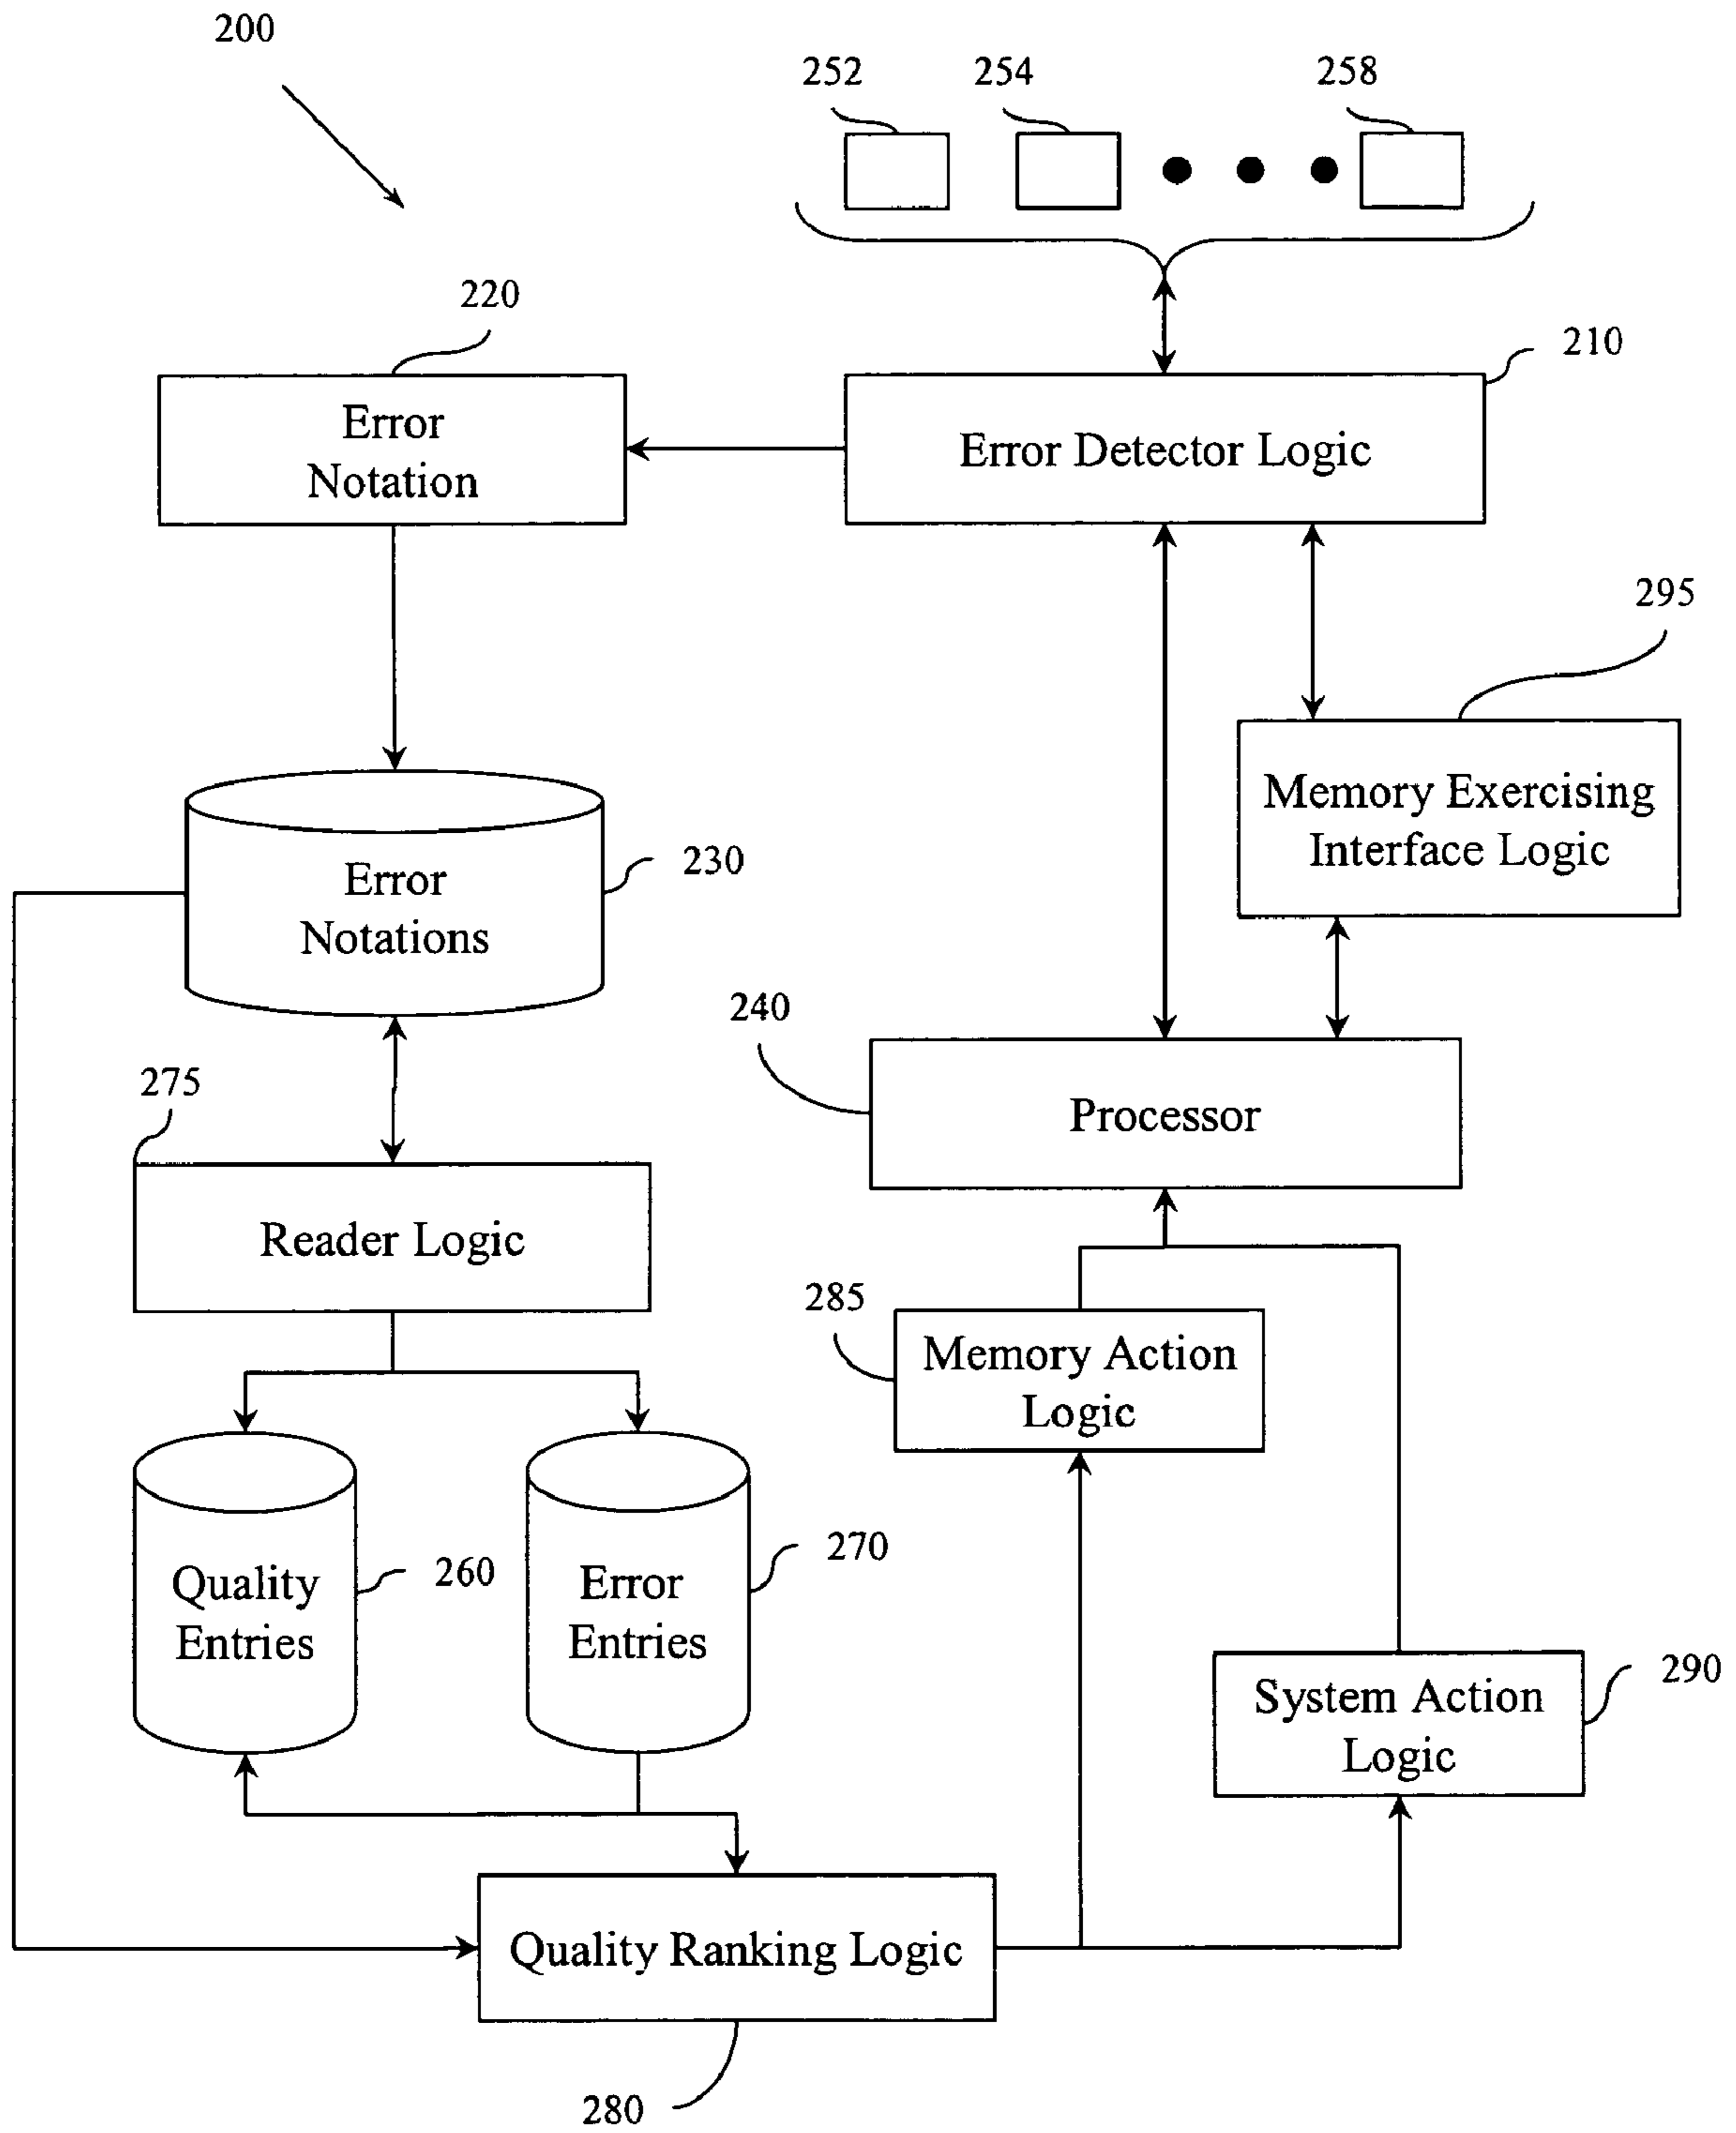 200
252
254
258
220
210
Error
Notation
Error Detector Logic
295
Memory Exercising
Interface Logic
230
Error
Notations
240
275
Processor
Reader Logic
285
Memory Action
Logic
270
260
Quality
Entries
Error
Entries
290
System Action
Logic
Quality Ranking Logic
280